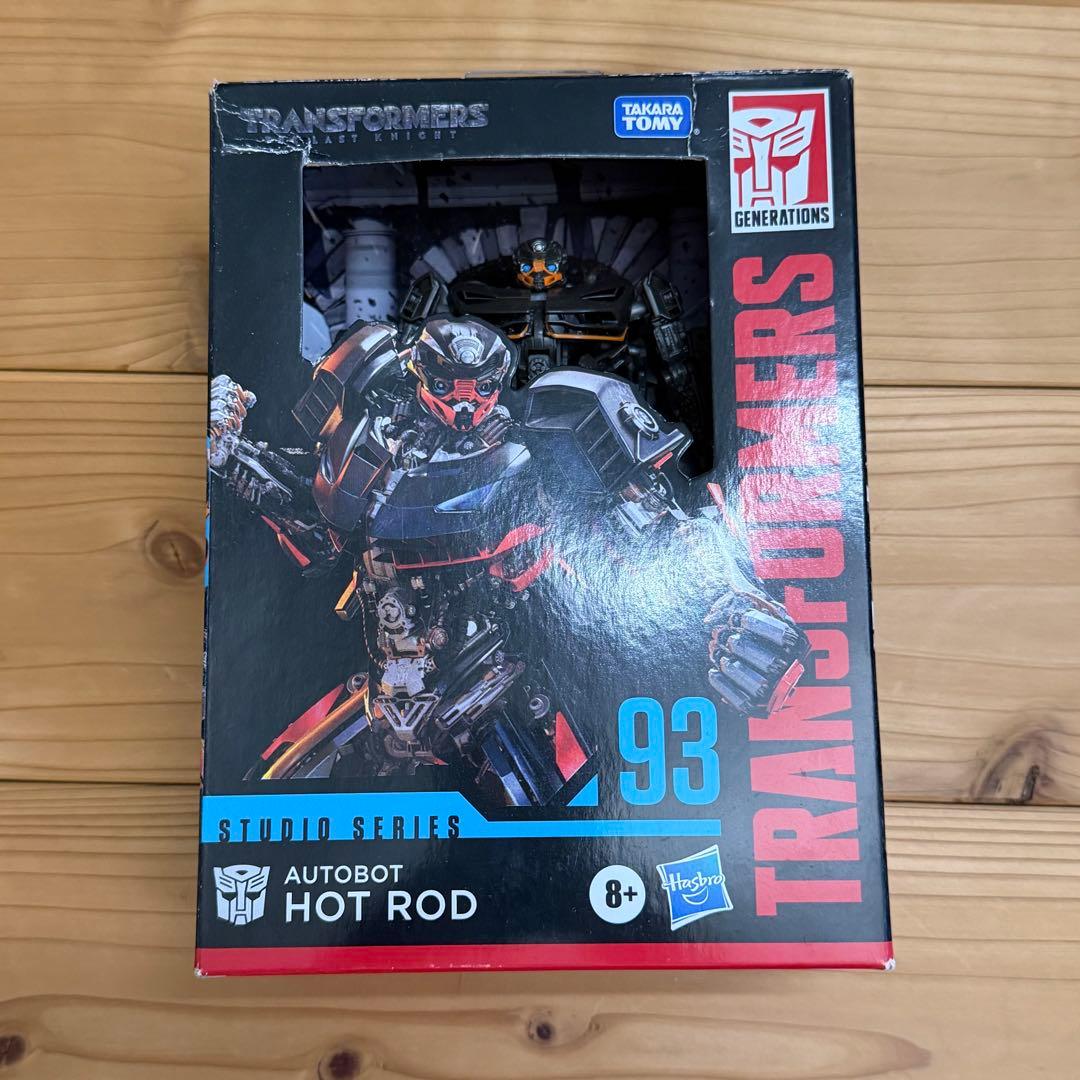 TRANSFORMERS
THE LAST KNIGHT
TAKARA
TOMY
GENERATIONS
TRANSFORMERS
93
STUDIO SERIES
AUTOBOT
HOT ROD
8+
Hasbro